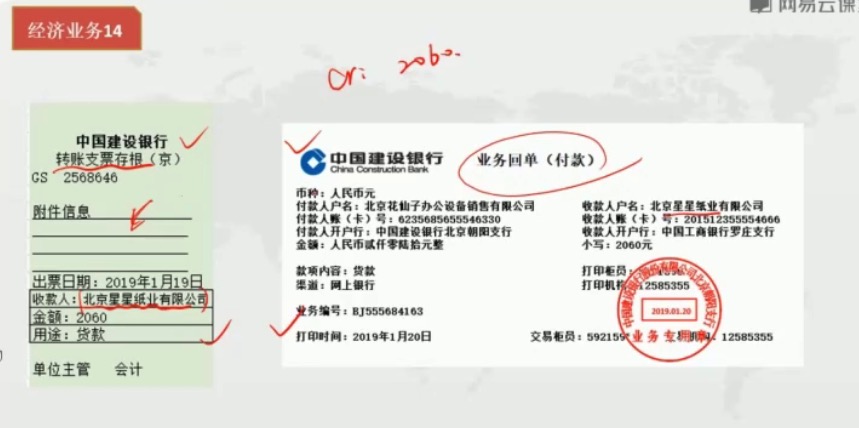 网易云课
经济业务14
Cr: 2060.
中国建设银行
转账支票存根（京）
GS 2568646
附件信息
出票日期：2019年1月19日
收款人：北京星星纸业有限公司
金额：2060
用途：货款
单位主管 会计
中国建设银行
China Construction Bank
业务回单（付款）
币种：人民币元
付款人户名：北京花仙子办公设备销售有限公司 收款人户名：北京星星纸业有限公司
付款人账（卡）号：6235685655546330 收款人账（卡）号：201512355554666
付款人开户行：中国建设银行北京朝阳支行 收款人开户行：中国工商银行罗庄支行
金额：人民币贰仟零陆拾元整 小写：2060元
款项内容：货款 打印柜员：
渠道：网上银行 打印机构：12585355
业务编号：BJ555684163
打印时间：2019年1月20日 交易柜员：59215 易机构：12585355
2019.01.20
业务专用章